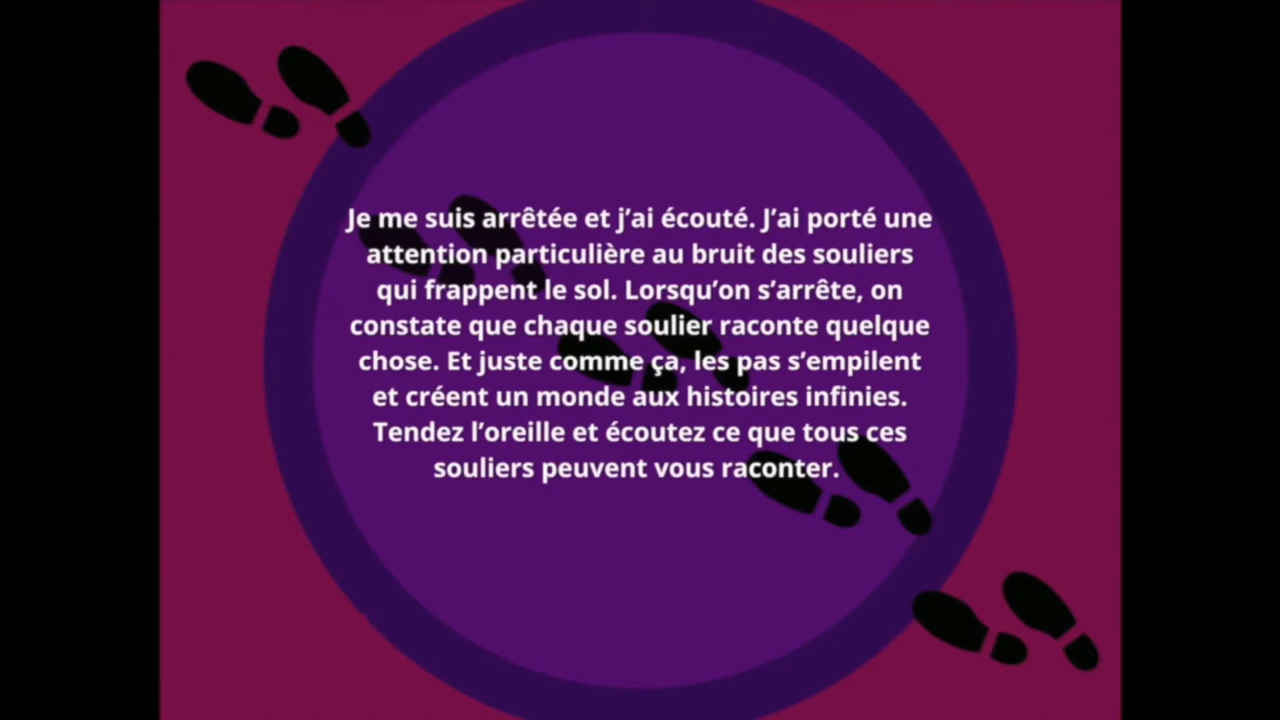 Je me suis arrêtée et j’ai écouté. J’ai porté une
attention particulière au bruit des souliers
qui frappent le sol. Lorsqu’on s’arrête, on
constate que chaque soulier raconte quelque
chose. Et juste comme ça, les pas s’empilent
et créent un monde aux histoires infinies.
Tendez l’oreille et écoutez ce que tous ces
souliers peuvent vous raconter.